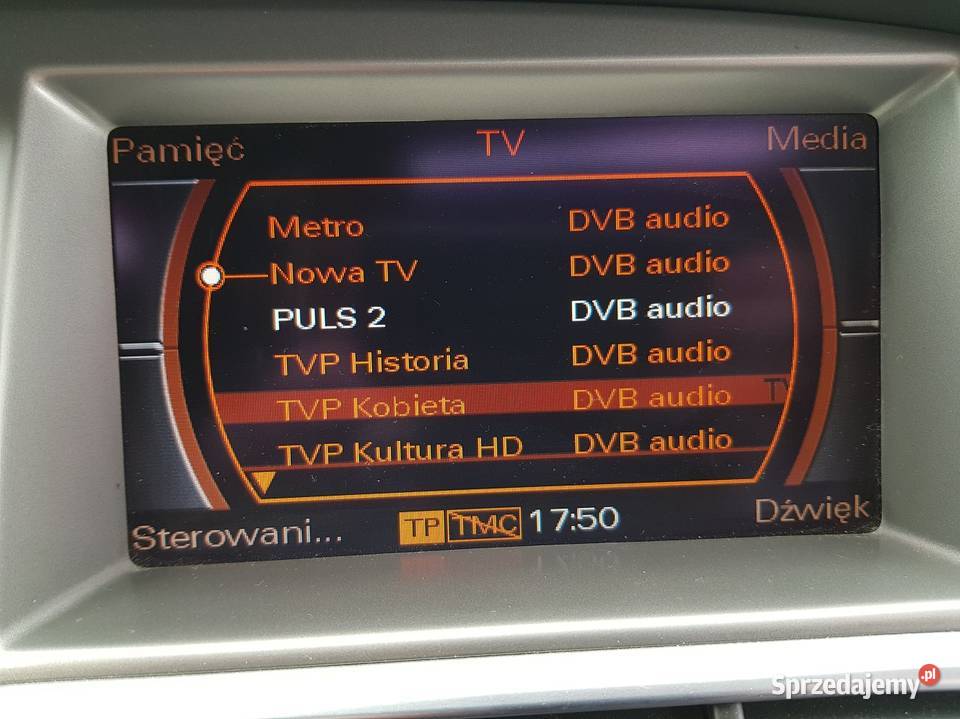 Pamięć TV Media
Metro DVB audio
Nowa TV DVB audio
PULS 2 DVB audio
TVP Historia DVB audio
TVP Kobieta DVB audio
TVP Kultura HD DVB audio
Sterowani... TP TMC 17:50 Dźwięk
Sprzedajemy.pl